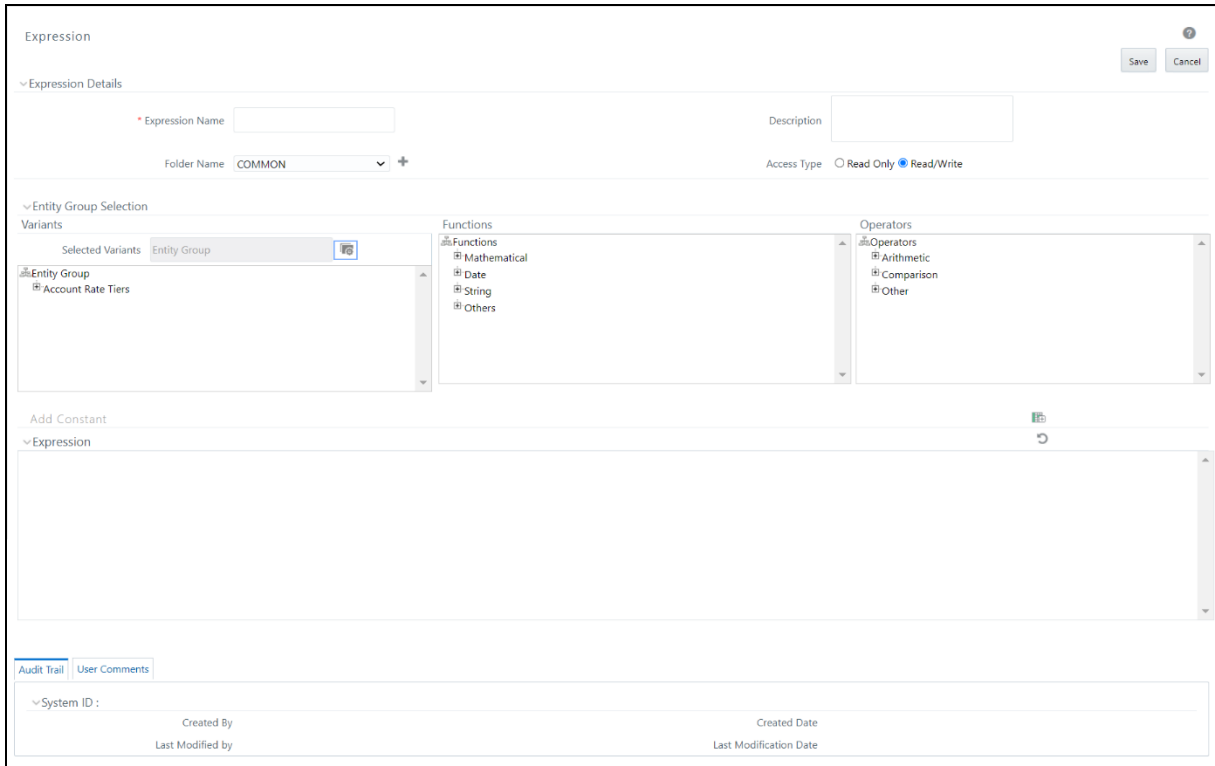 Expression
Save Cancel
Expression Details
* Expression Name
Description
Folder Name COMMON
Access Type Read Only Read/Write
Entity Group Selection
Variants Functions Operators
Selected Variants Entity Group
Entity Group
Account Rate Tiers
Functions
Mathematical
Date
String
Others
Operators
Arithmetic
Comparison
Other
Add Constant
Expression
Audit Trail User Comments
System ID :
Created By Created Date
Last Modified by Last Modification Date